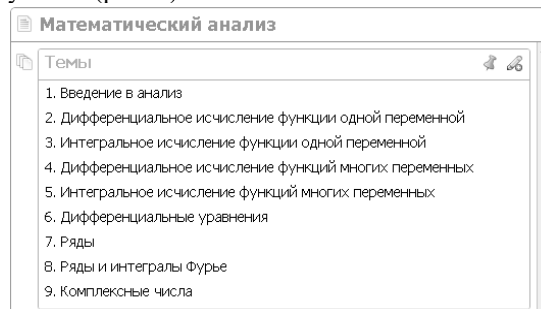 Математический анализ
Темы
1. Введение в анализ
2. Дифференциальное исчисление функции одной переменной
3. Интегральное исчисление функции одной переменной
4. Дифференциальное исчисление функций многих переменных
5. Интегральное исчисление функций многих переменных
6. Дифференциальные уравнения
7. Ряды
8. Ряды и интегралы Фурье
9. Комплексные числа